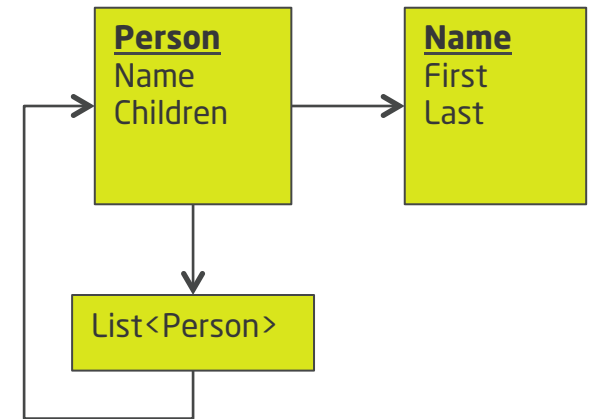 Person
Name
Children
Name
First
Last
List<Person>